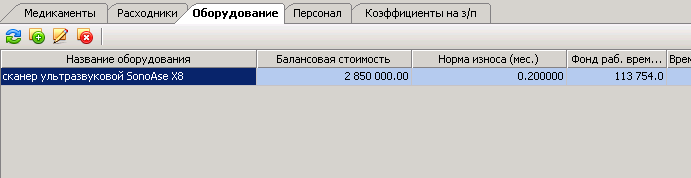 Медикаменты Расходники Оборудование Персонал Коэффициенты на з/п
Название оборудования Балансовая стоимость Норма износа (мес.) Фонд раб. врем... Врем
сканер ультразвуковой SonoAse X8 2 850 000.00 0.200000 113 754.0